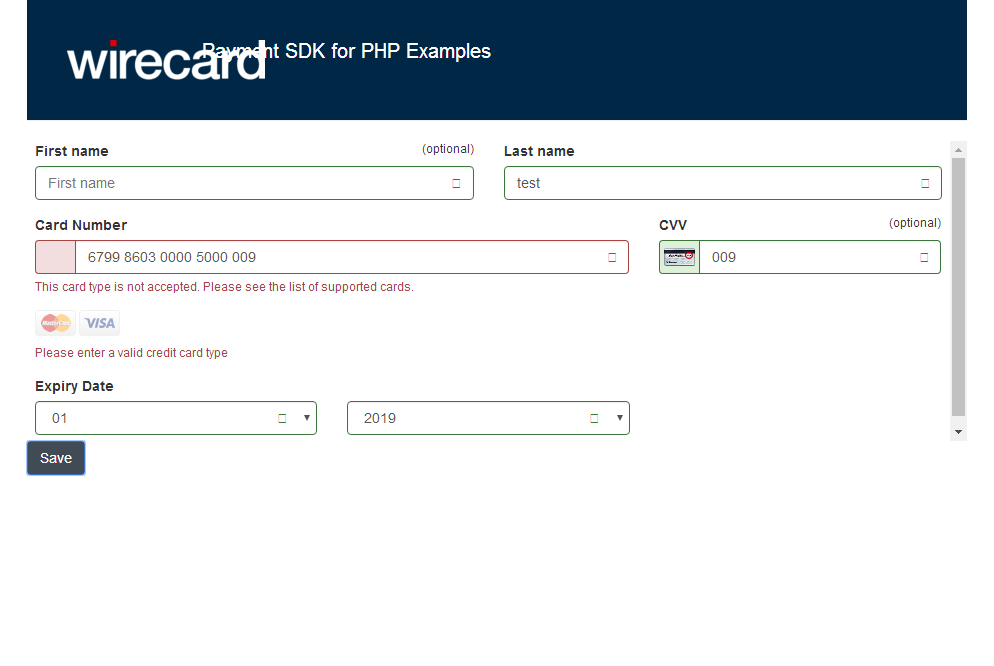 wirecard
Payment SDK for PHP Examples
First name (optional) Last name
First name test
Card Number CVV (optional)
6799 8603 0000 5000 009 009
This card type is not accepted. Please see the list of supported cards.
MasterCard VISA
Please enter a valid credit card type
Expiry Date
01 2019
Save